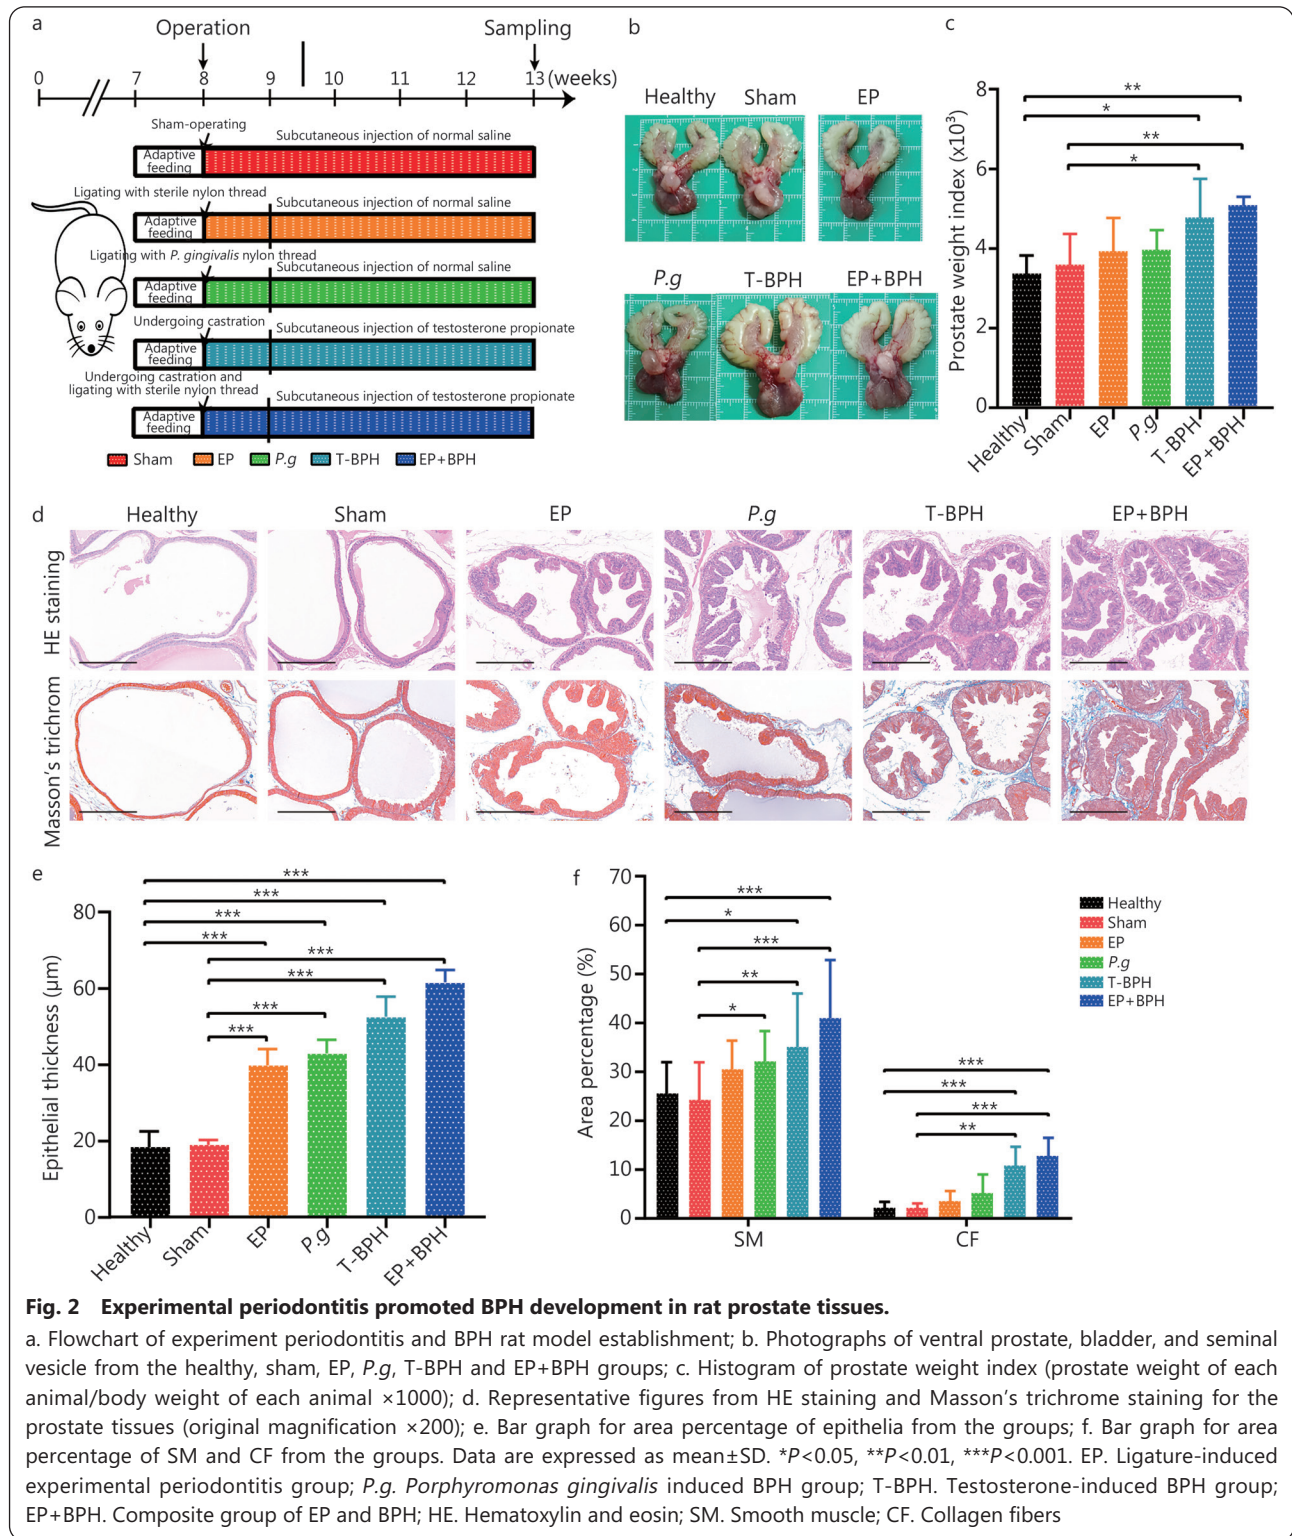 a
Operation
Sampling
0 7 8 9 10 11 12 13 (weeks)
Sham-operating
Subcutaneous injection of normal saline
Adaptive
feeding
Ligating with sterile nylon thread
Subcutaneous injection of normal saline
Adaptive
feeding
Ligating with P. gingivalis nylon thread
Subcutaneous injection of normal saline
Adaptive
feeding
Undergoing castration
Subcutaneous injection of testosterone propionate
Adaptive
feeding
Undergoing castration and
ligating with sterile nylon thread
Subcutaneous injection of testosterone propionate
Adaptive
feeding
Sham EP P.g T-BPH EP+BPH
b
Healthy Sham EP
P.g T-BPH EP+BPH
c
Prostate weight index (x10³)
8
6
4
2
0
**
*
**
*
Healthy Sham EP P.g T-BPH EP+BPH
d
Healthy Sham EP P.g T-BPH EP+BPH
HE staining
Masson's trichrom
e
Epithelial thickness (μm)
80
60
40
20
0
***
***
***
***
***
***
***
***
Healthy Sham EP P.g T-BPH EP+BPH
f
Area percentage (%)
70
60
50
40
30
20
10
0
***
*
***
**
*
***
***
***
**
SM CF
Healthy
Sham
EP
P.g
T-BPH
EP+BPH
Fig. 2 Experimental periodontitis promoted BPH development in rat prostate tissues.
a. Flowchart of experiment periodontitis and BPH rat model establishment; b. Photographs of ventral prostate, bladder, and seminal
vesicle from the healthy, sham, EP, P.g, T-BPH and EP+BPH groups; c. Histogram of prostate weight index (prostate weight of each
animal/body weight of each animal ×1000); d. Representative figures from HE staining and Masson's trichrome staining for the
prostate tissues (original magnification ×200); e. Bar graph for area percentage of epithelia from the groups; f. Bar graph for area
percentage of SM and CF from the groups. Data are expressed as mean±SD. *P<0.05, **P<0.01, ***P<0.001. EP. Ligature-induced
experimental periodontitis group; P.g. Porphyromonas gingivalis induced BPH group; T-BPH. Testosterone-induced BPH group;
EP+BPH. Composite group of EP and BPH; HE. Hematoxylin and eosin; SM. Smooth muscle; CF. Collagen fibers